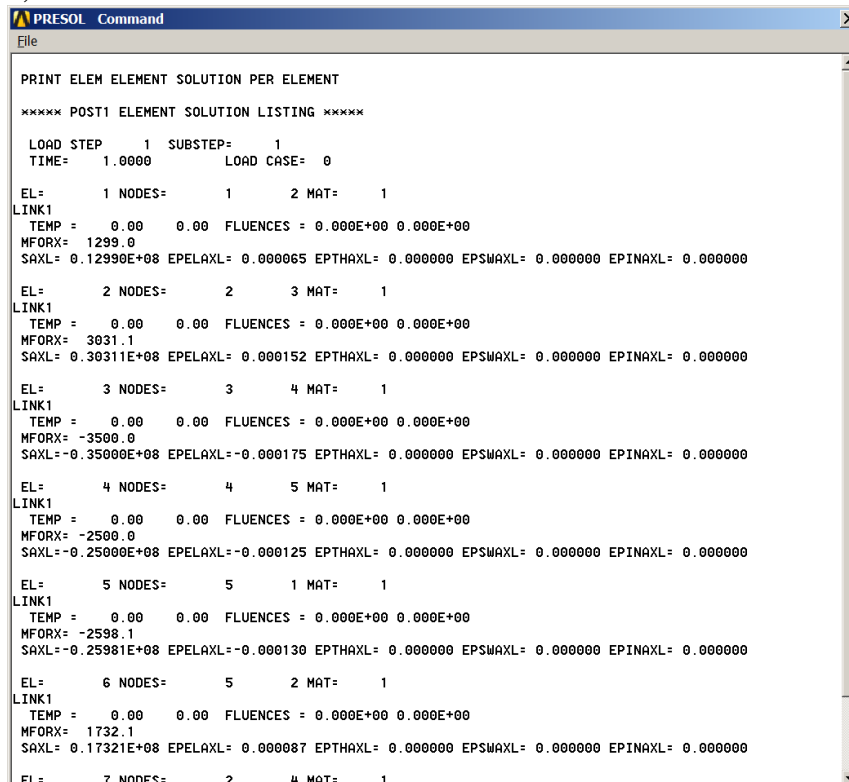 PRESOL Command
File
PRINT ELEM ELEMENT SOLUTION PER ELEMENT
***** POST1 ELEMENT SOLUTION LISTING *****
LOAD STEP 1 SUBSTEP= 1
TIME= 1.0000 LOAD CASE= 0
EL= 1 NODES= 1 2 MAT= 1
LINK1
TEMP = 0.00 0.00 FLUENCES = 0.000E+00 0.000E+00
MFORX= 1299.0
SAXL= 0.12990E+08 EPELAXL= 0.000065 EPTHAXL= 0.000000 EPSWAXL= 0.000000 EPINAXL= 0.000000
EL= 2 NODES= 2 3 MAT= 1
LINK1
TEMP = 0.00 0.00 FLUENCES = 0.000E+00 0.000E+00
MFORX= 3031.1
SAXL= 0.30311E+08 EPELAXL= 0.000152 EPTHAXL= 0.000000 EPSWAXL= 0.000000 EPINAXL= 0.000000
EL= 3 NODES= 3 4 MAT= 1
LINK1
TEMP = 0.00 0.00 FLUENCES = 0.000E+00 0.000E+00
MFORX= -3500.0
SAXL=-0.35000E+08 EPELAXL=-0.000175 EPTHAXL= 0.000000 EPSWAXL= 0.000000 EPINAXL= 0.000000
EL= 4 NODES= 4 5 MAT= 1
LINK1
TEMP = 0.00 0.00 FLUENCES = 0.000E+00 0.000E+00
MFORX= -2500.0
SAXL=-0.25000E+08 EPELAXL=-0.000125 EPTHAXL= 0.000000 EPSWAXL= 0.000000 EPINAXL= 0.000000
EL= 5 NODES= 5 1 MAT= 1
LINK1
TEMP = 0.00 0.00 FLUENCES = 0.000E+00 0.000E+00
MFORX= -2598.1
SAXL=-0.25981E+08 EPELAXL=-0.000130 EPTHAXL= 0.000000 EPSWAXL= 0.000000 EPINAXL= 0.000000
EL= 6 NODES= 5 2 MAT= 1
LINK1
TEMP = 0.00 0.00 FLUENCES = 0.000E+00 0.000E+00
MFORX= 1732.1
SAXL= 0.17321E+08 EPELAXL= 0.000087 EPTHAXL= 0.000000 EPSWAXL= 0.000000 EPINAXL= 0.000000
EL= 7 NODES= 2 4 MAT= 1